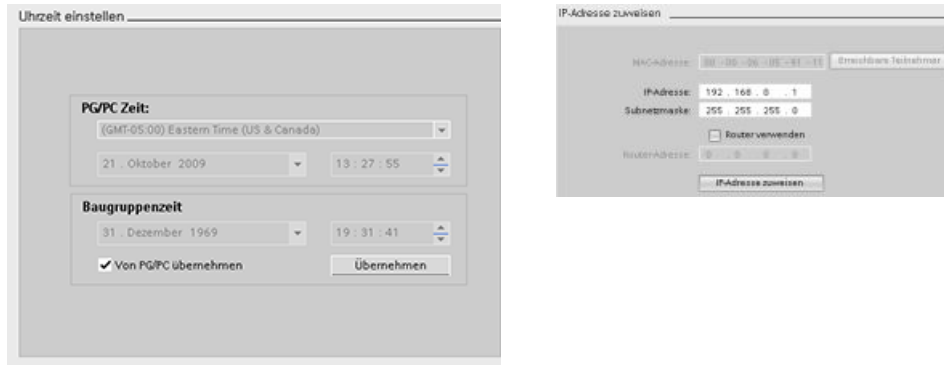 Uhrzeit einstellen
PG/PC Zeit:
(GMT-05:00) Eastern Time (US & Canada)
21 . Oktober 2009
13 : 27 : 55
Baugruppenzeit
31 . Dezember 1969
19 : 31 : 41
Von PG/PC übernehmen
Übernehmen
IP-Adresse zuweisen
MAC-Adresse:
Erreichbare Teilnehmer
IP-Adresse: 192 . 168 . 0 . 1
Subnetzmaske: 255 . 255 . 255 . 0
Router verwenden
Router-Adresse: 0 . 0 . 0 . 0
IP-Adresse zuweisen